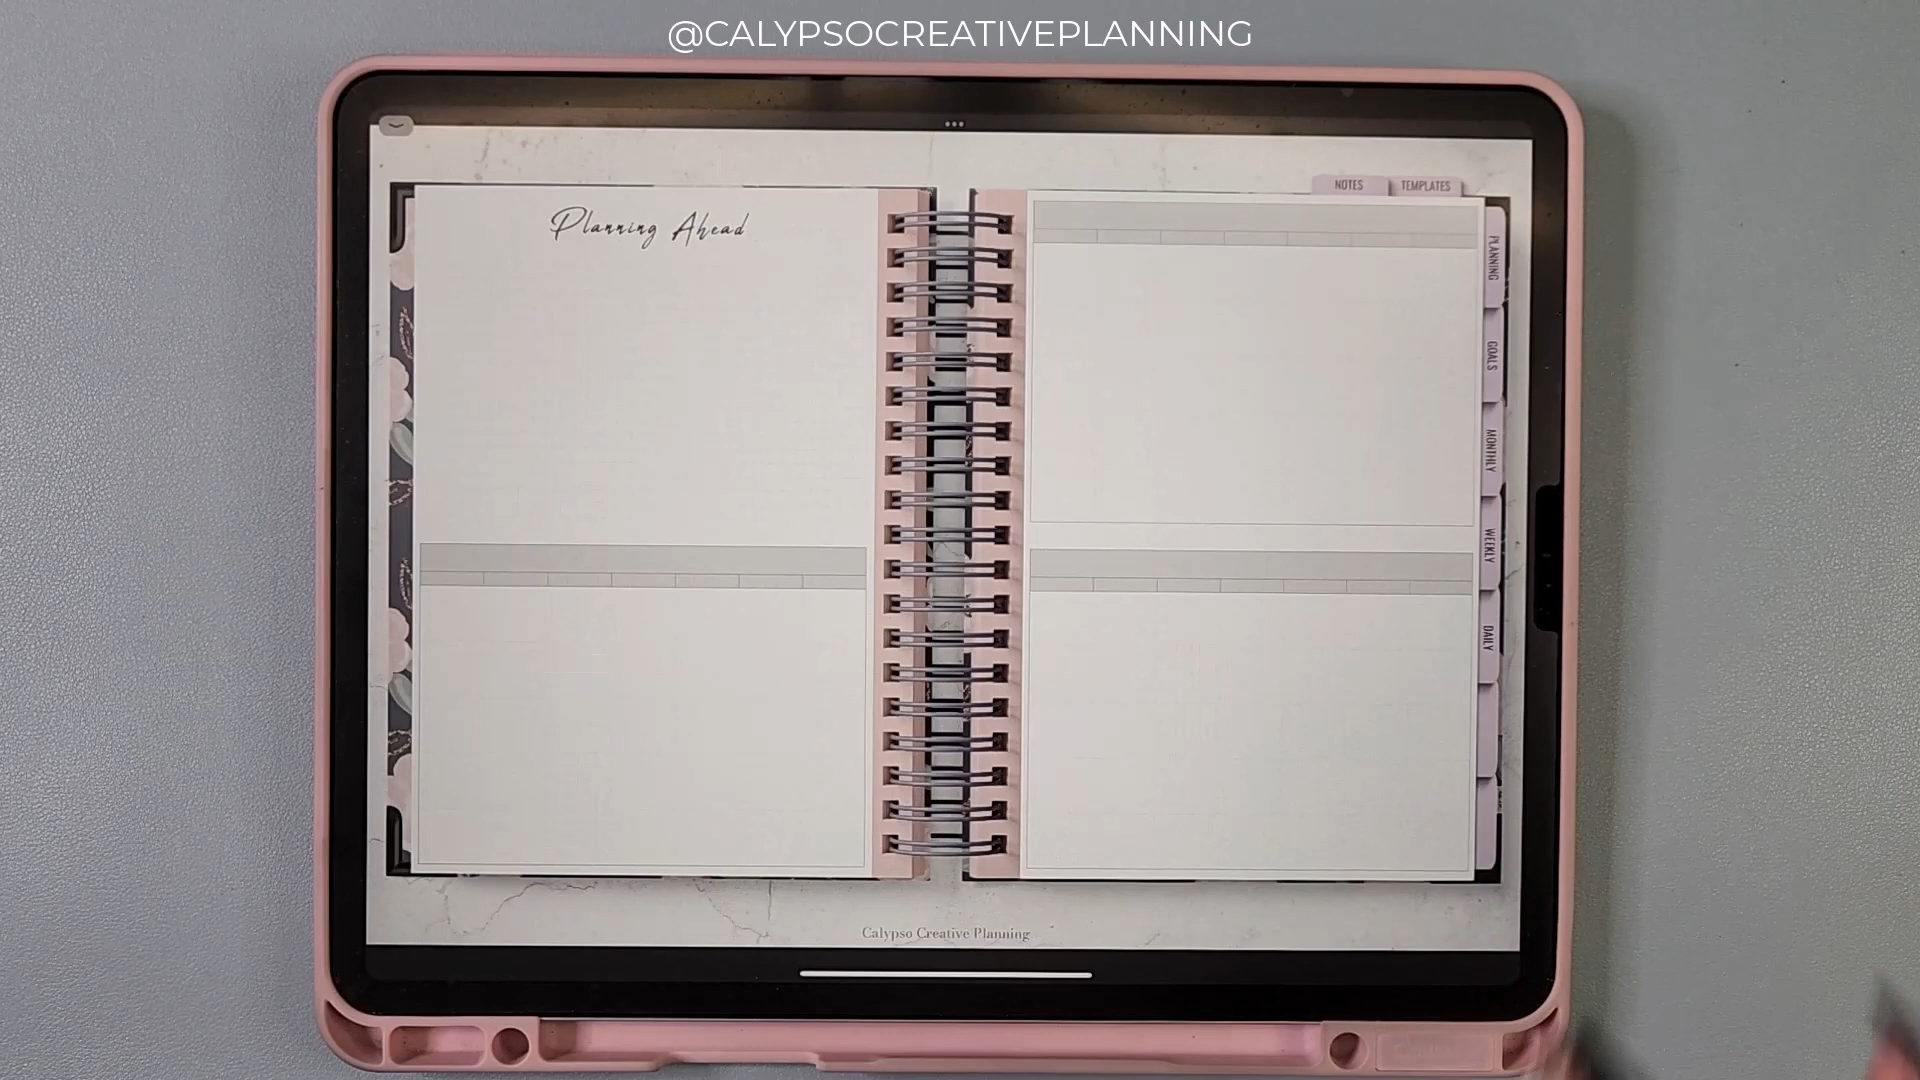 @CALYPSOCREATIVEPLANNING
NOTES
TEMPLATES
Planning Ahead
PLANNING
GOALS
MONTHLY
WEEKLY
DAILY
Calypso Creative Planning